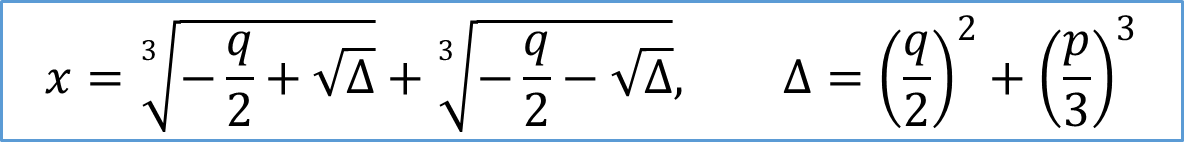 x = ∛(−q/2 + √Δ) + ∛(−q/2 − √Δ), Δ = (q/2)² + (p/3)³